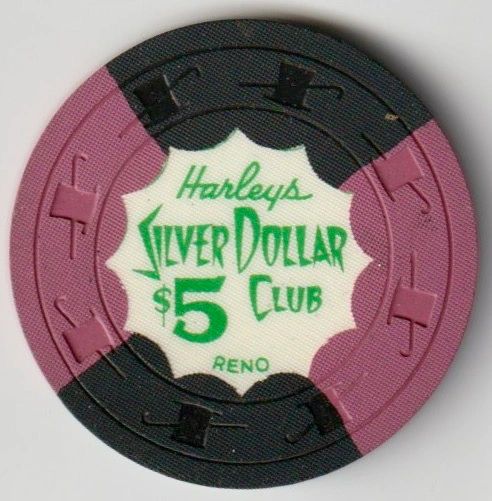 Harleys
SILVER DOLLAR
$5 CLUB
RENO